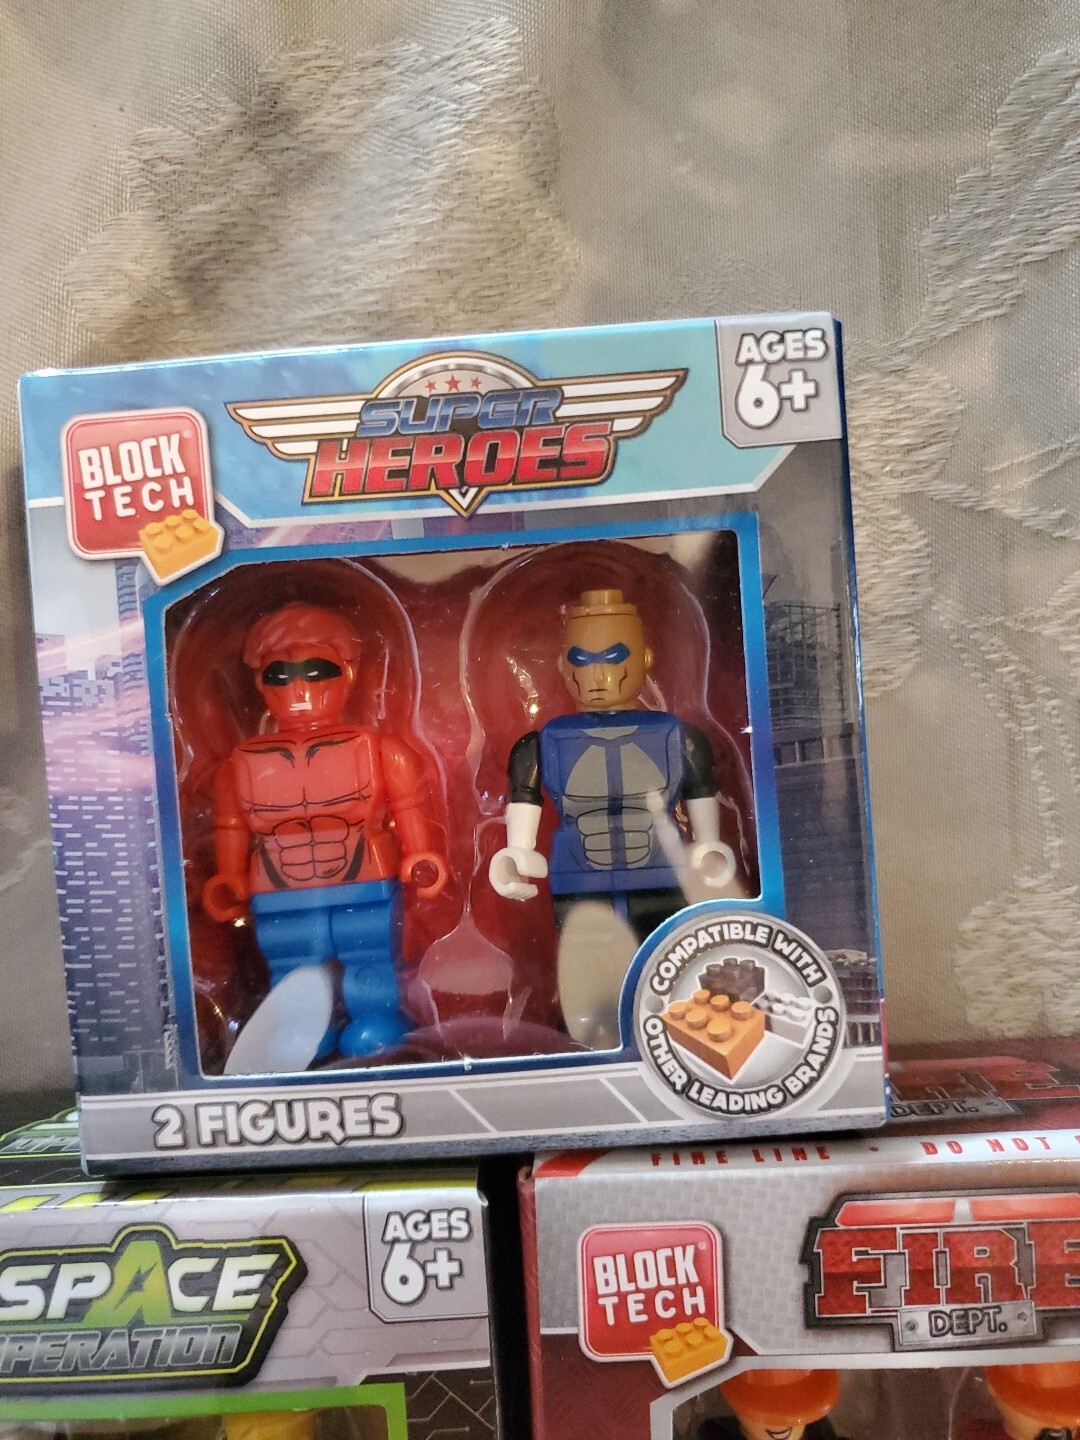 AGES
6+
SUPER
HEROES
BLOCK
TECH
COMPATIBLE WITH
OTHER LEADING BRANDS
2 FIGURES
DEPT.
FIRE LINE • DO NOT
AGES
6+
SPACE
OPERATION
BLOCK
TECH
FIRE
DEPT.